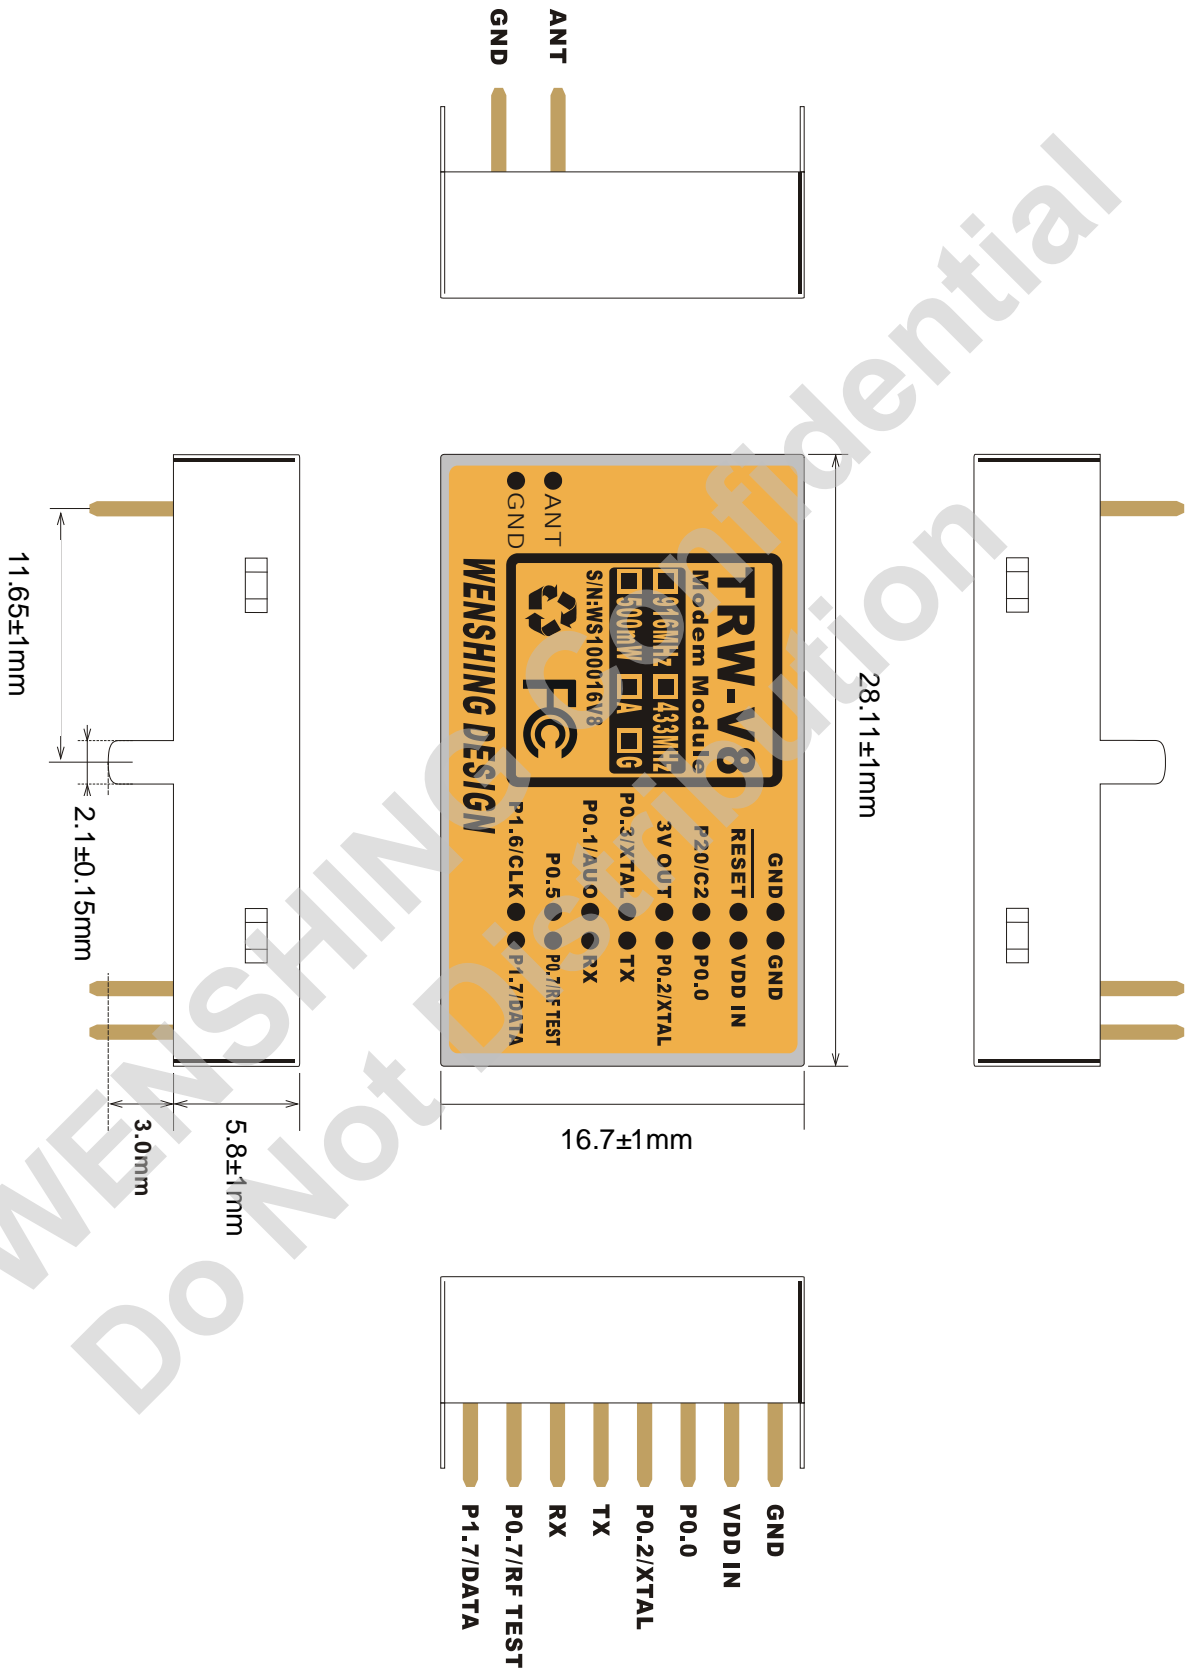 GND
ANT
TRW-V8
Modem Module
916MHz 433MHz
500mW A G
S/N:WS100016V8
FC
ANT
GND
WENSHING DESIGN
GND GND
RESET VDD IN
P20/C2 P0.0
3V OUT P0.2/XTAL
P0.3/XTAL TX
P0.1/AUO RX
P0.5 P0.7/RF TEST
P1.6/CLK P1.7/DATA
28.11±1mm
16.7±1mm
11.65±1mm
2.1±0.15mm
3.0mm
5.8±1mm
GND
VDD IN
P0.0
P0.2/XTAL
TX
RX
P0.7/RF TEST
P1.7/DATA
WENSHING Confidential
Do Not Distribution